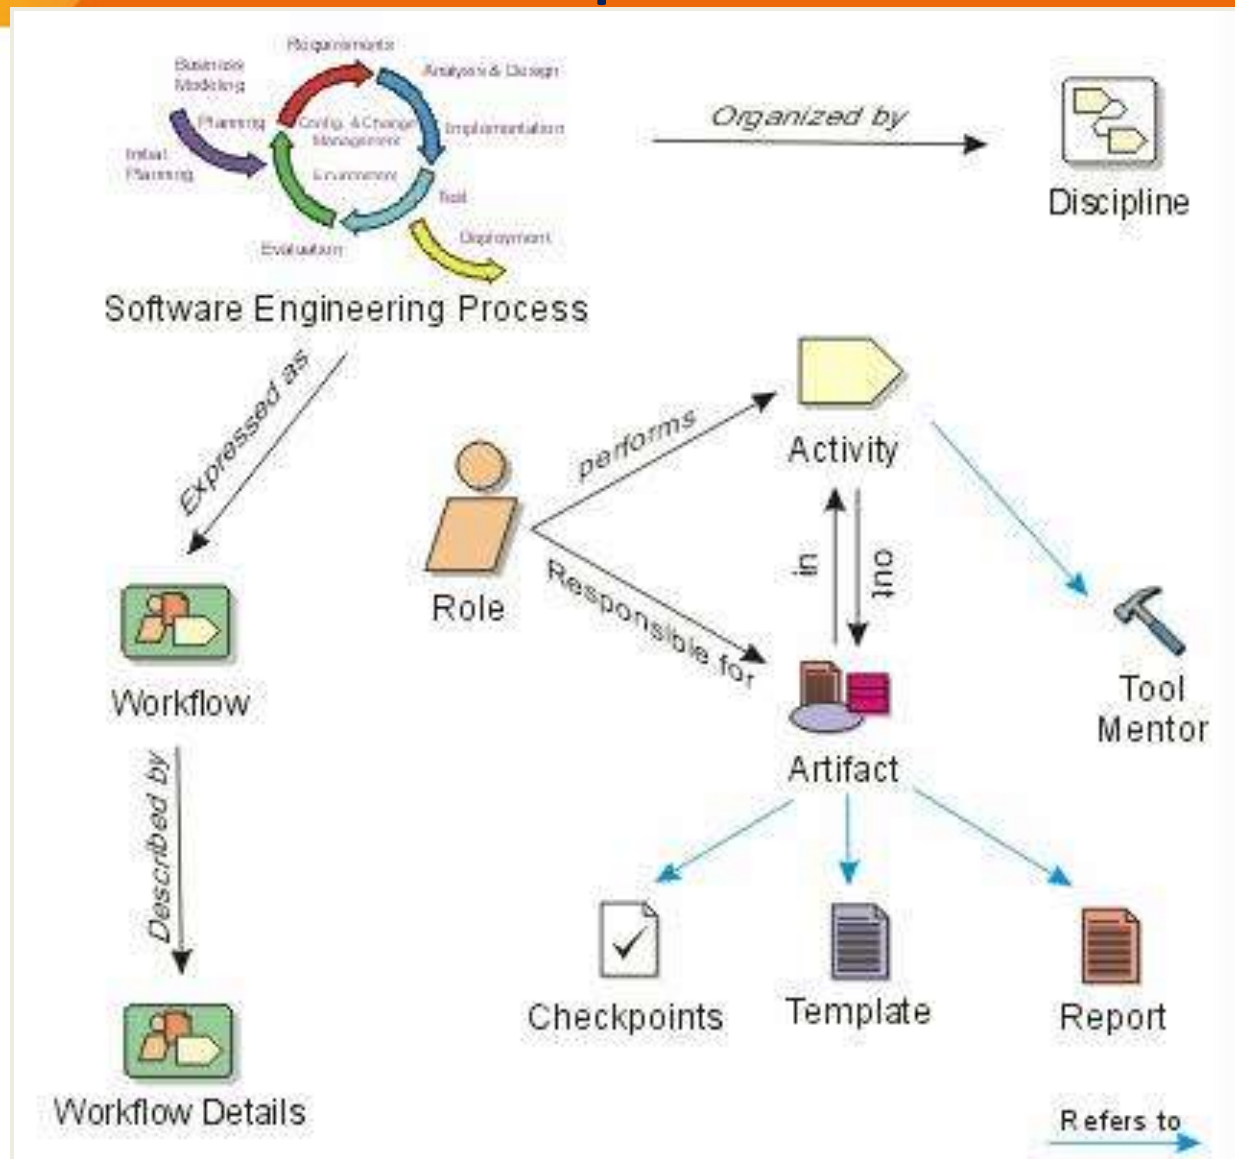 Requirements
Business
Modeling
Analysis & Design
Planning
Config. & Change
Management
Implementation
Initial
Planning
Environment
Test
Evaluation
Deployment
Software Engineering Process
Organized by
Discipline
Expressed as
performs
Activity
Role
Responsible for
in
out
Workflow
Tool
Mentor
Artifact
Described by
Checkpoints
Template
Report
Workflow Details
Refers to